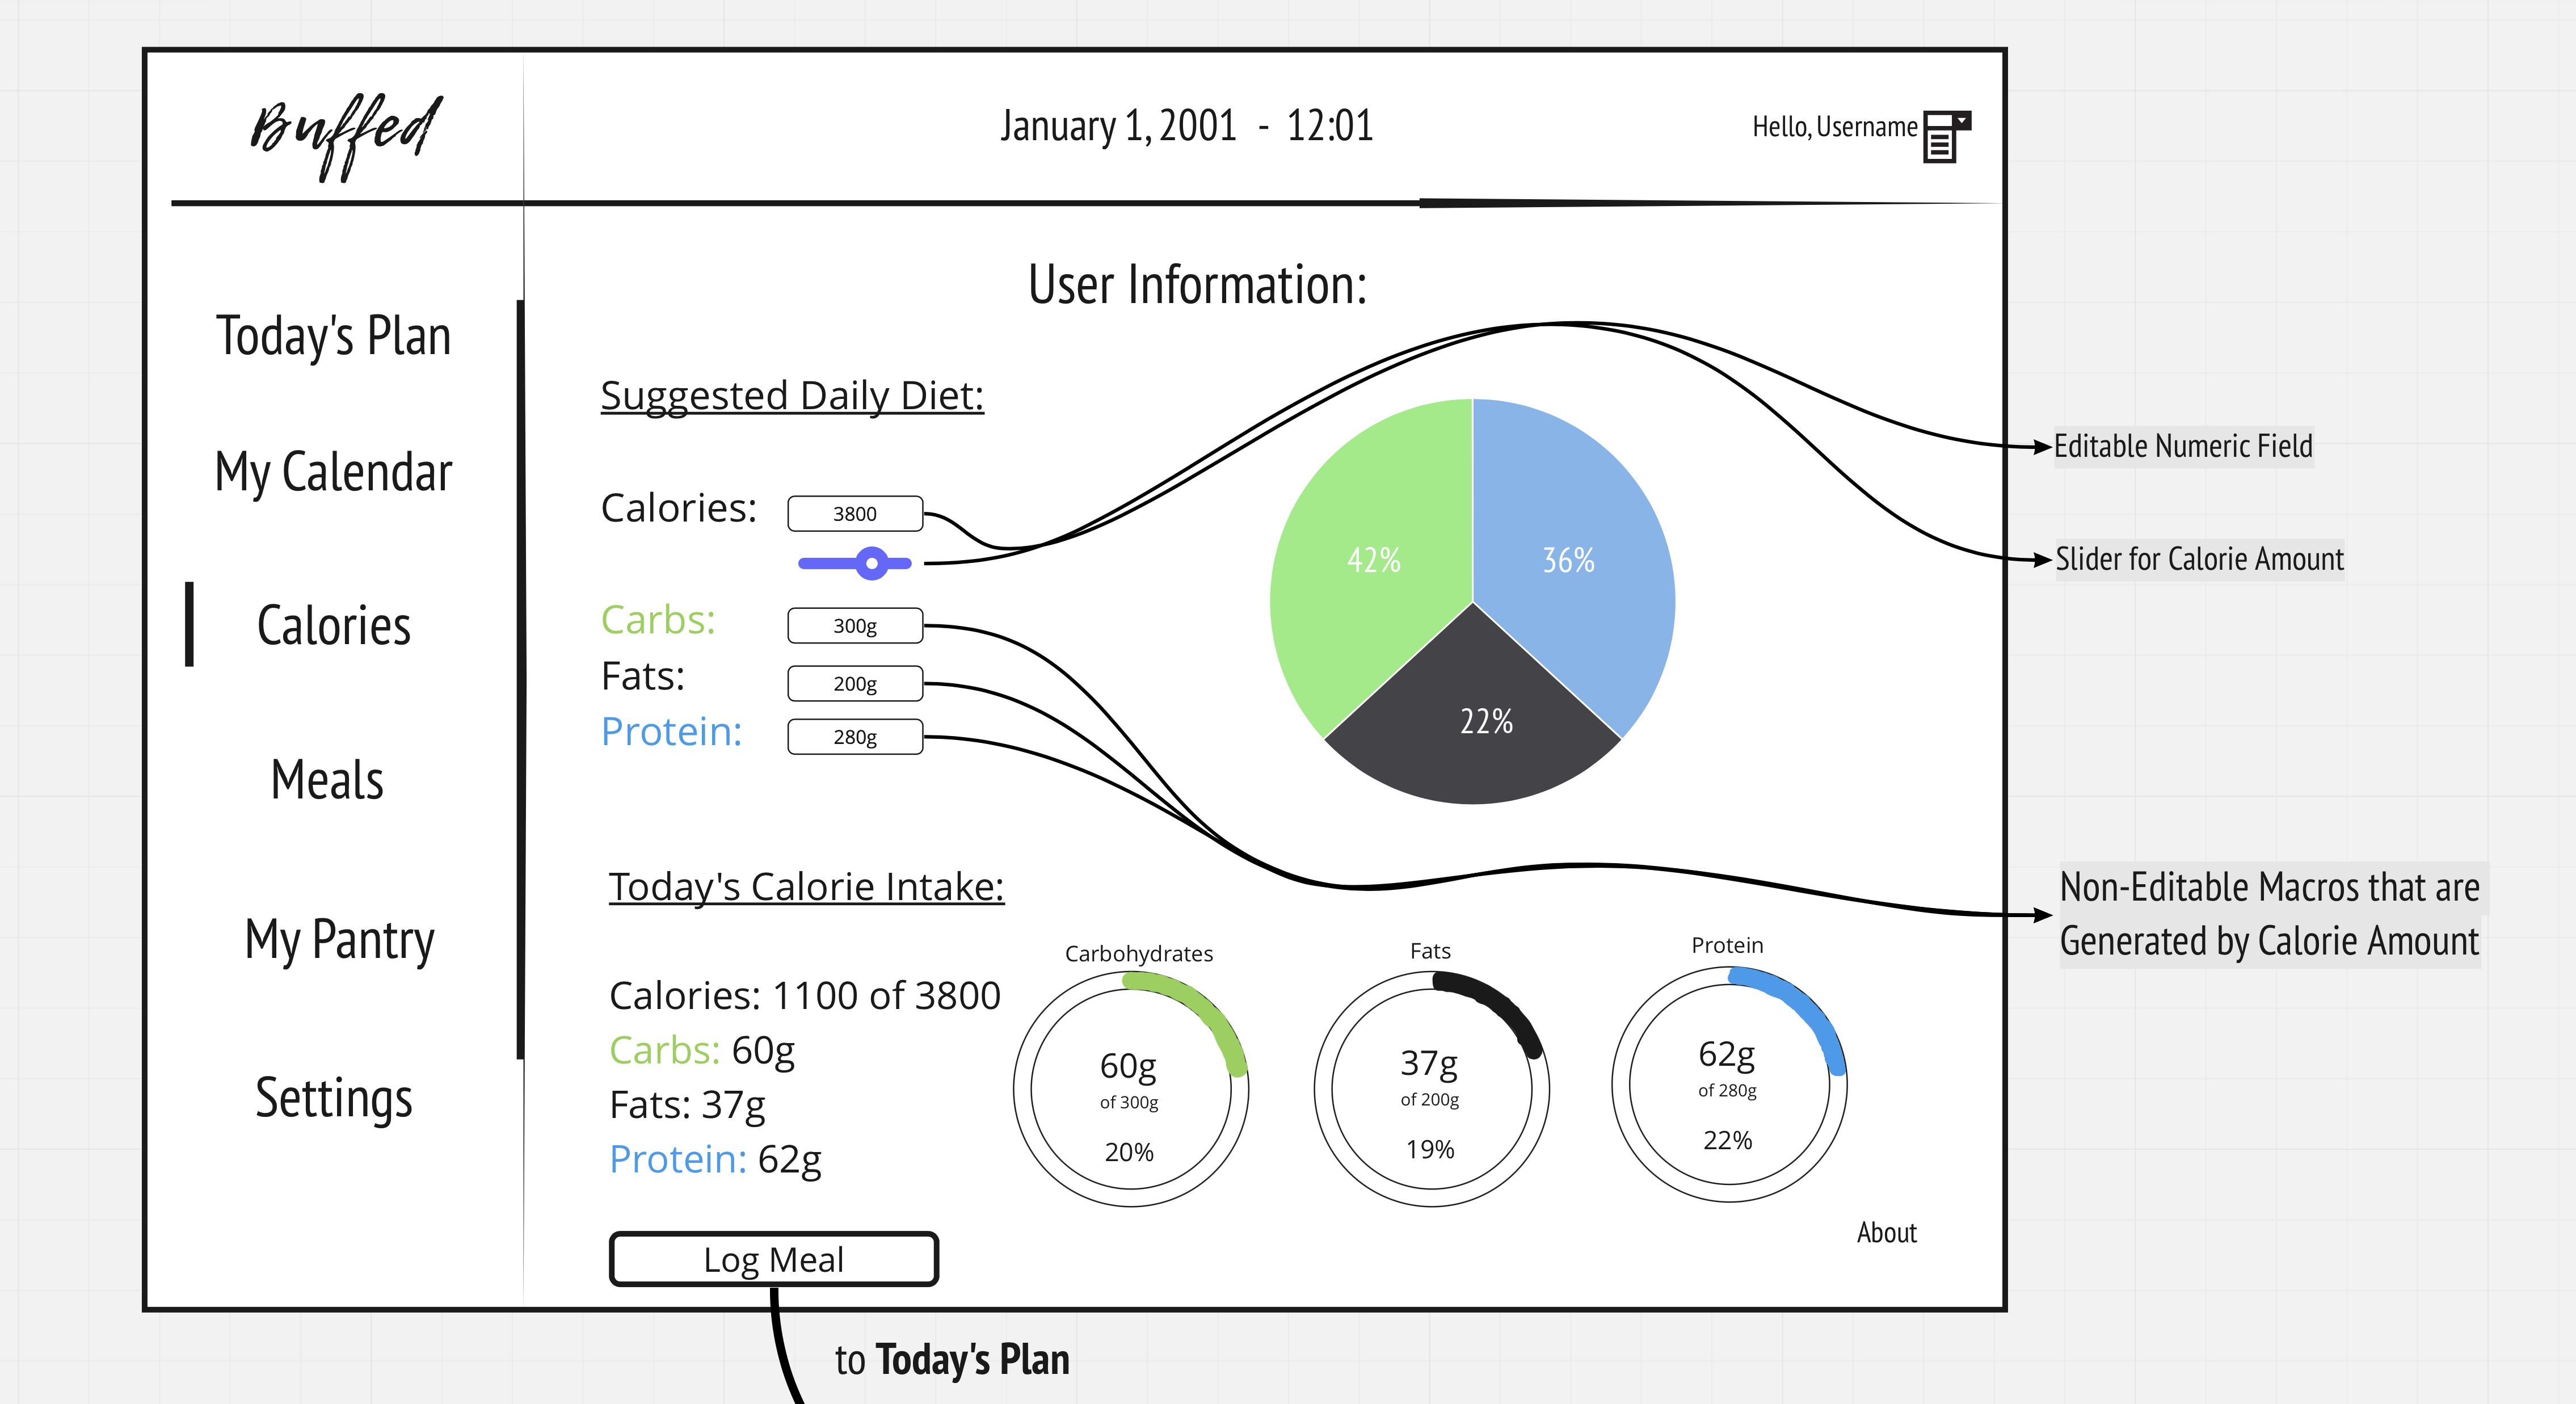 Buffed
January 1, 2001 - 12:01
Hello, Username
Today's Plan
My Calendar
Calories
Meals
My Pantry
Settings
User Information:
Suggested Daily Diet:
Calories: 3800
Carbs: 300g
Fats: 200g
Protein: 280g
42%
36%
22%
Editable Numeric Field
Slider for Calorie Amount
Non-Editable Macros that are
Generated by Calorie Amount
Today's Calorie Intake:
Calories: 1100 of 3800
Carbs: 60g
Fats: 37g
Protein: 62g
Carbohydrates
60g
of 300g
20%
Fats
37g
of 200g
19%
Protein
62g
of 280g
22%
Log Meal
About
to Today's Plan